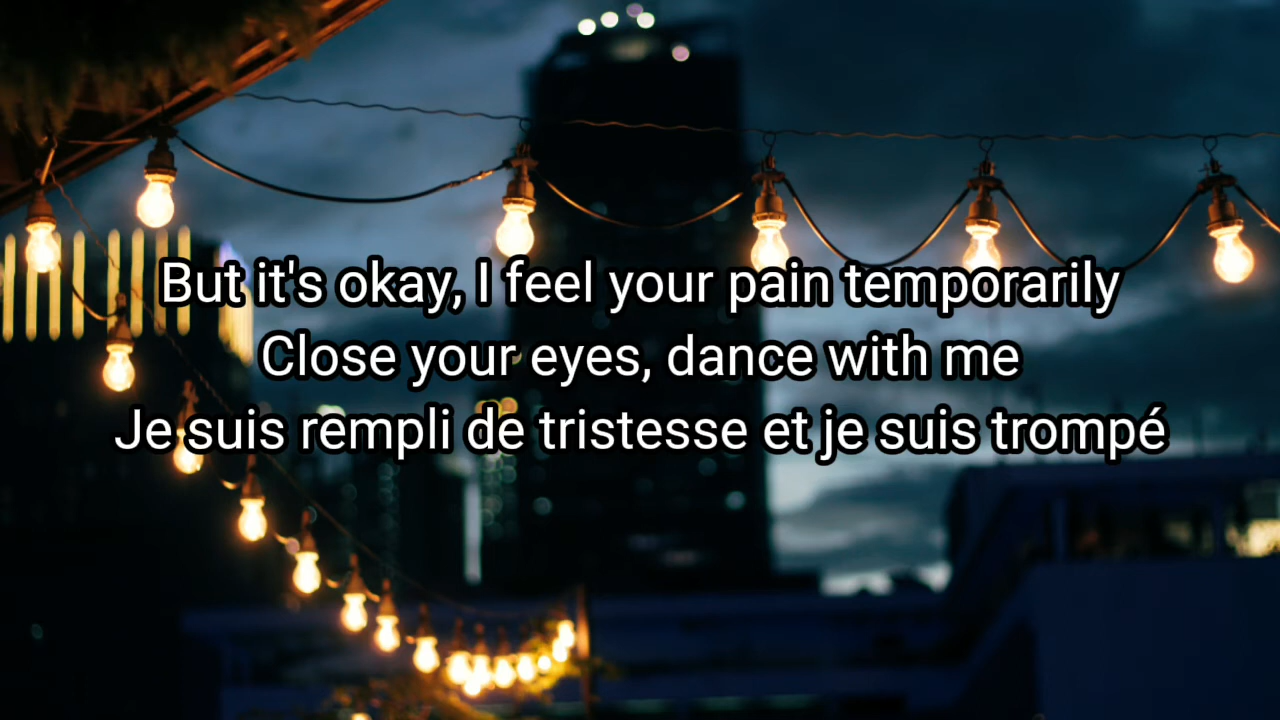 But it's okay, I feel your pain temporarily
Close your eyes, dance with me
Je suis rempli de tristesse et je suis trompé